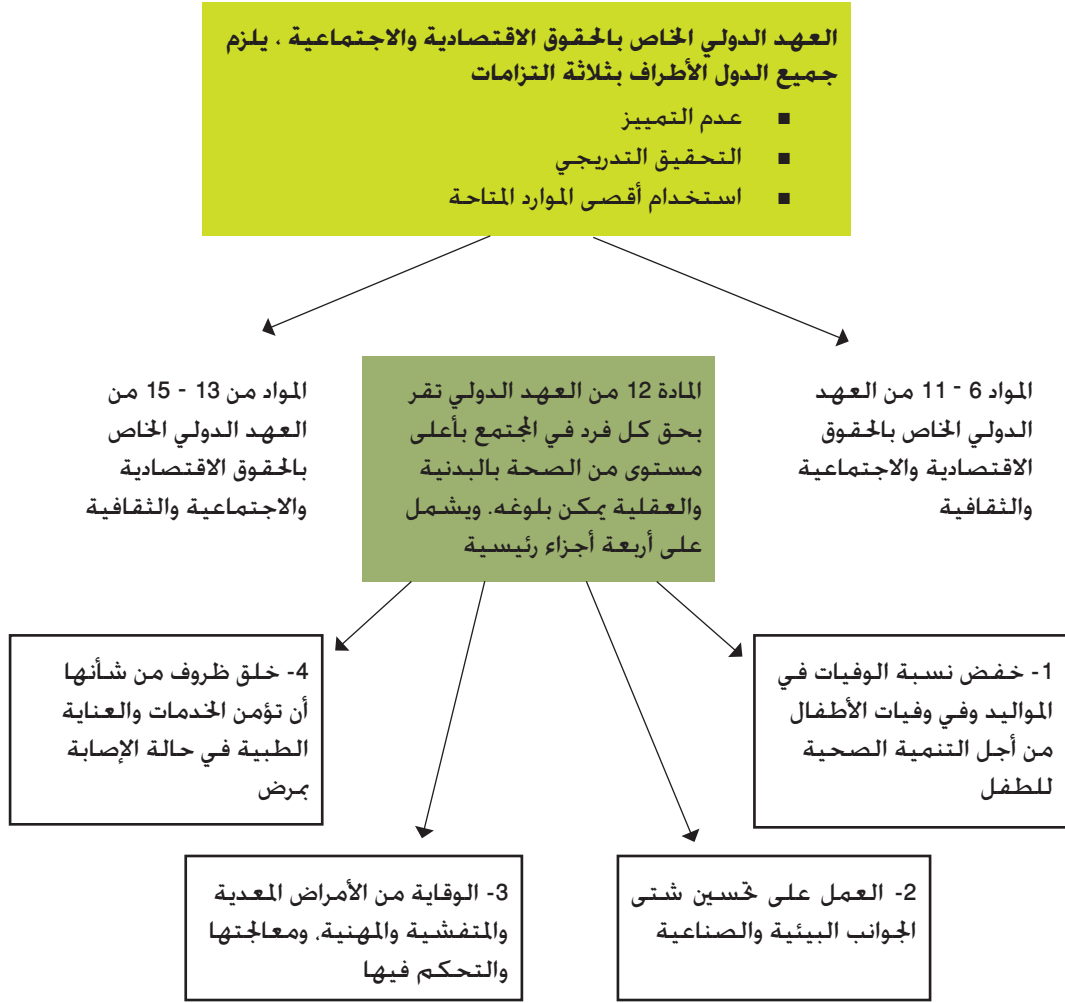 العهد الدولي الخاص بالحقوق الاقتصادية والاجتماعية ، يلزم
جميع الدول الأطراف بثلاثة التزامات
■ عدم التمييز
■ التحقيق التدريجي
■ استخدام أقصى الموارد المتاحة
المواد 6 - 11 من العهد
الدولي الخاص بالحقوق
الاقتصادية والاجتماعية
والثقافية
المادة 12 من العهد الدولي تقر
بحق كل فرد في المجتمع بأعلى
مستوى من الصحة بالبدنية
والعقلية يمكن بلوغه. ويشمل
على أربعة أجزاء رئيسية
المواد من 13 - 15 من
العهد الدولي الخاص
بالحقوق الاقتصادية
والاجتماعية والثقافية
1- خفض نسبة الوفيات في
المواليد وفي وفيات الأطفال
من أجل التنمية الصحية
للطفل
2- العمل على تحسين شتى
الجوانب البيئية والصناعية
3- الوقاية من الأمراض المعدية
والمتفشية والمهنية، ومعالجتها
والتحكم فيها
4- خلق ظروف من شأنها
أن تؤمن الخدمات والعناية
الطبية في حالة الإصابة
بمرض